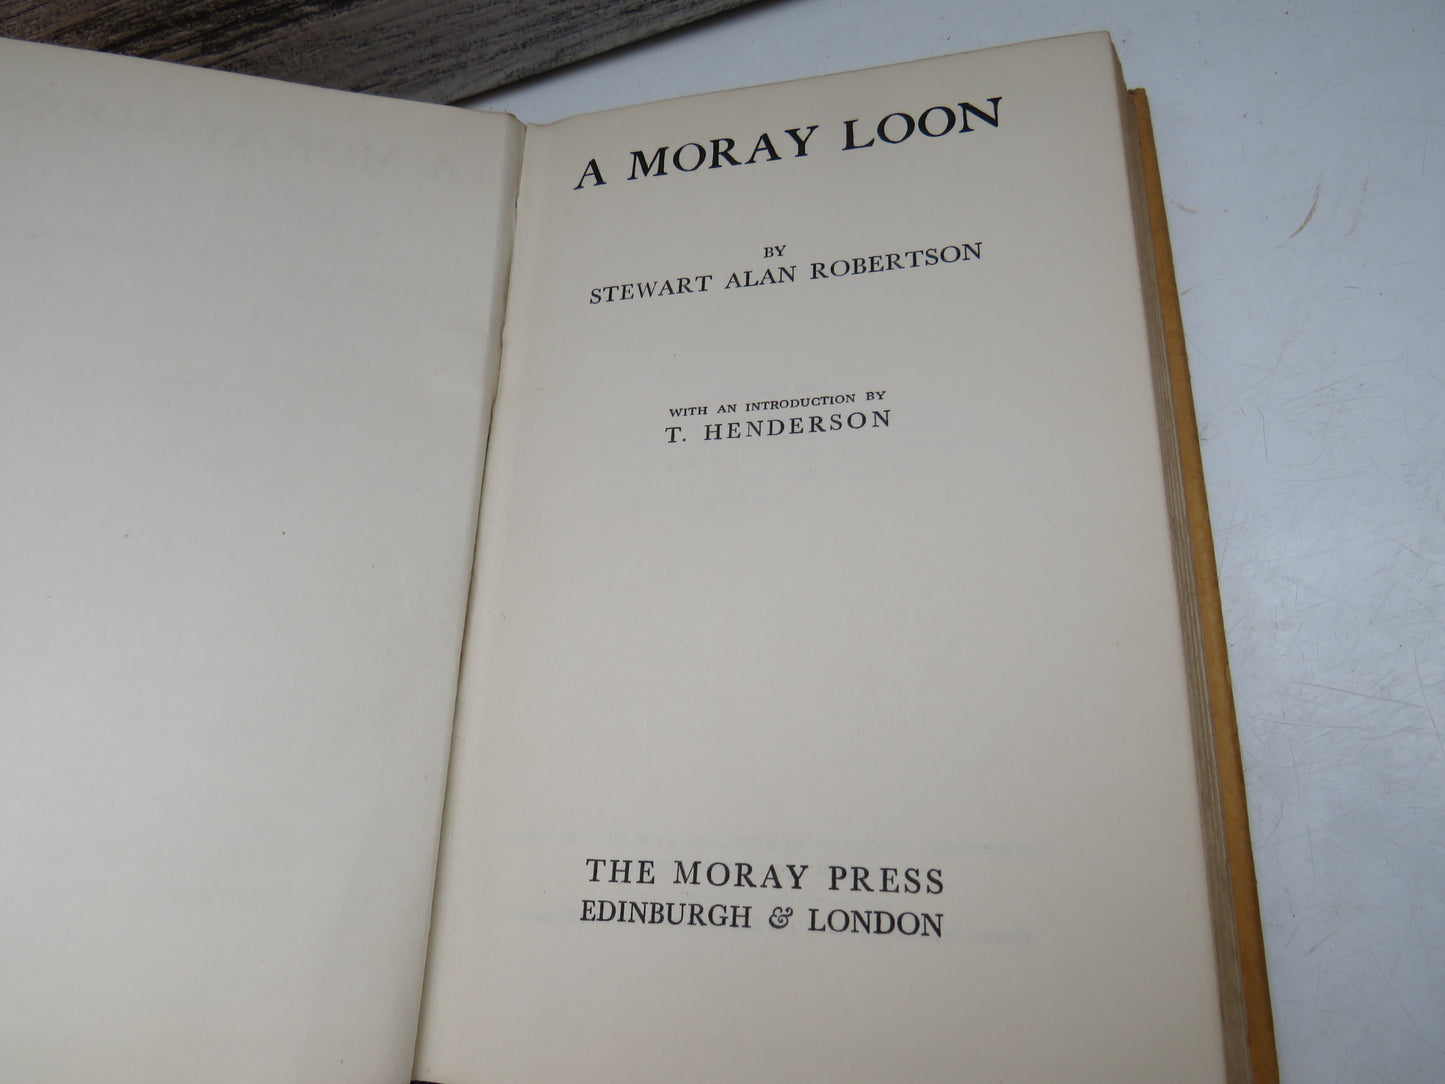 A MORAY LOON
BY
STEWART ALAN ROBERTSON
WITH AN INTRODUCTION BY
T. HENDERSON
THE MORAY PRESS
EDINBURGH & LONDON